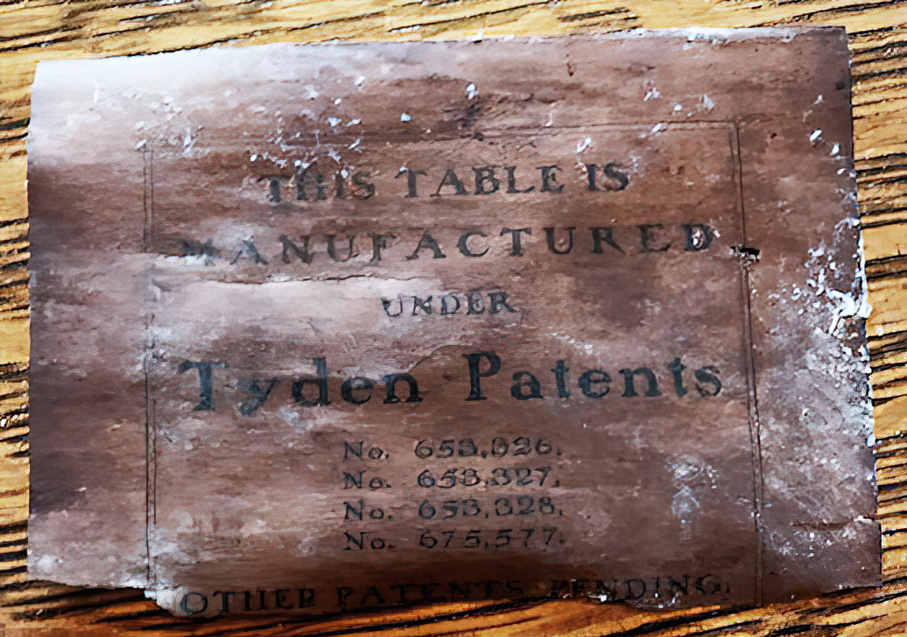 THIS TABLE IS
MANUFACTURED
UNDER
Tyden Patents
No. 653,326.
No. 653,327.
No. 653,328.
No. 675,577.
OTHER PATENTS PENDING.